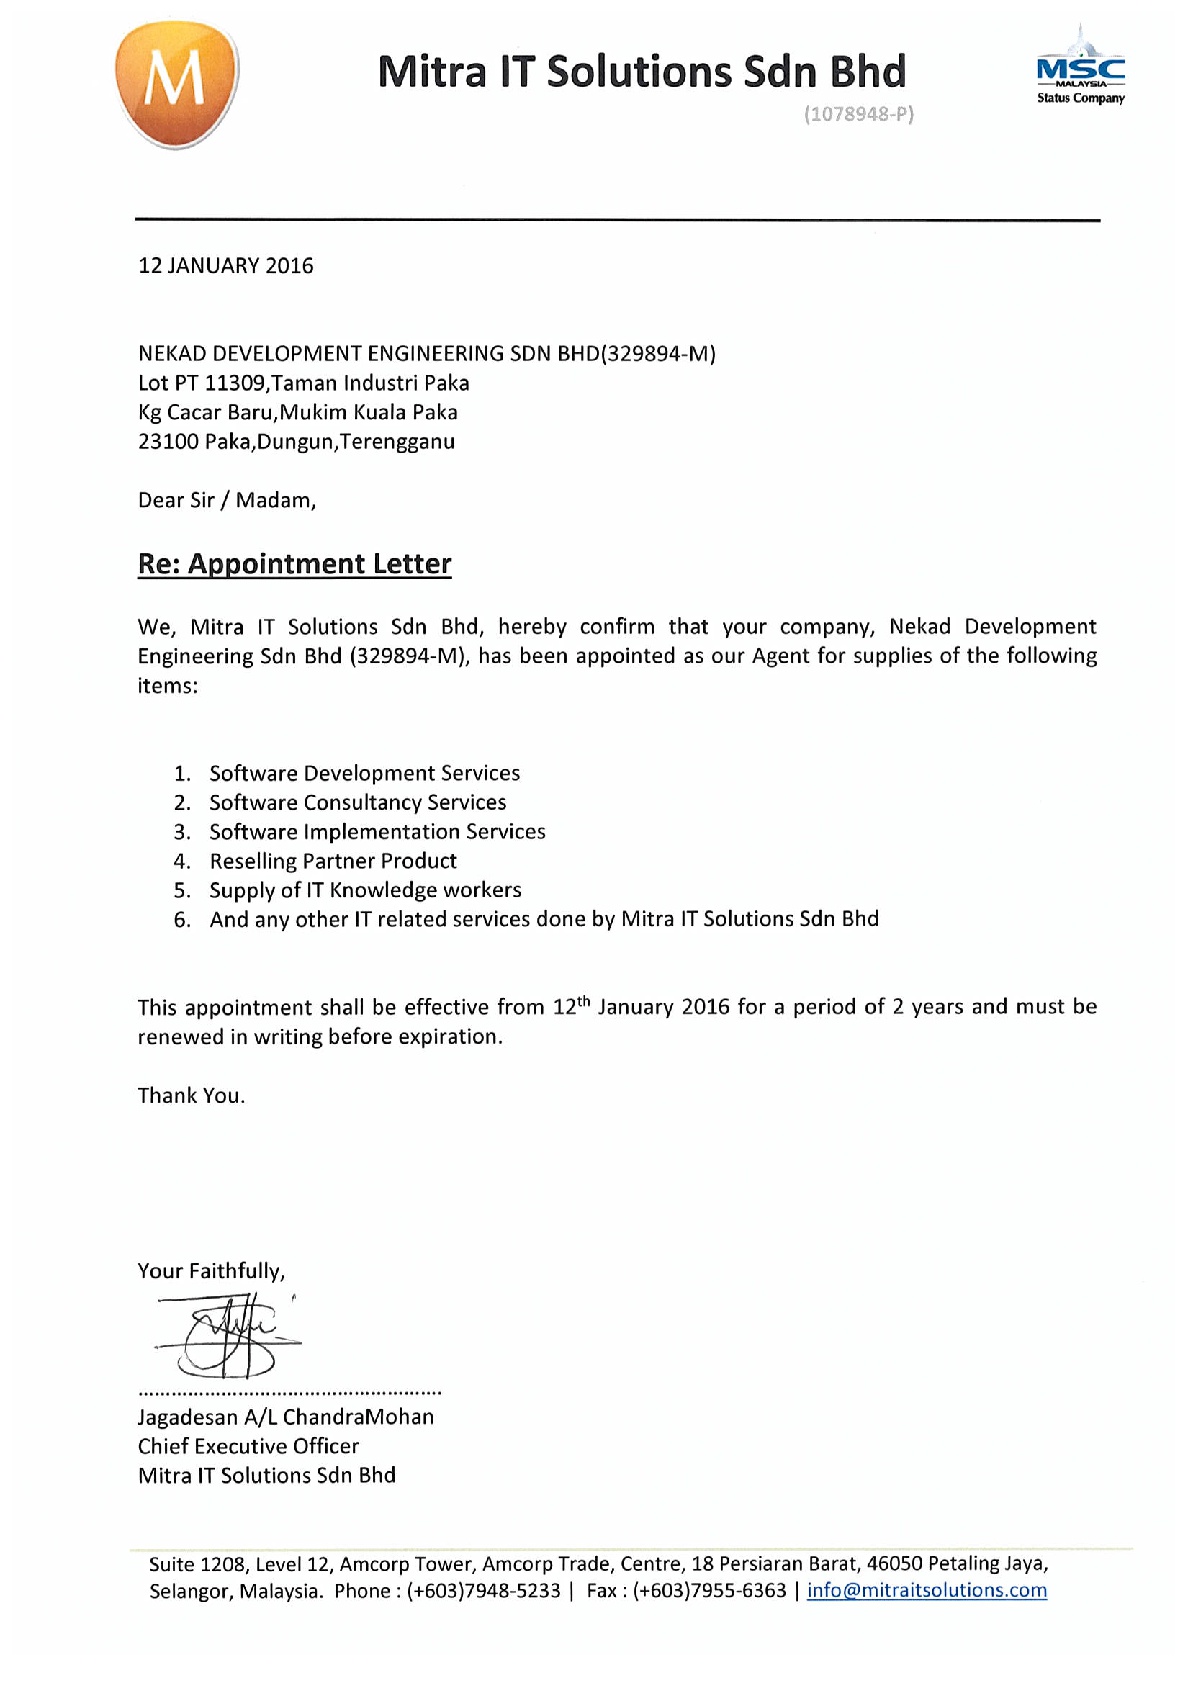 M
Mitra IT Solutions Sdn Bhd
(1078948-P)
MSC
MALAYSIA
Status Company
12 JANUARY 2016
NEKAD DEVELOPMENT ENGINEERING SDN BHD(329894-M)
Lot PT 11309,Taman Industri Paka
Kg Cacar Baru,Mukim Kuala Paka
23100 Paka,Dungun,Terengganu
Dear Sir / Madam,
Re: Appointment Letter
We, Mitra IT Solutions Sdn Bhd, hereby confirm that your company, Nekad Development
Engineering Sdn Bhd (329894-M), has been appointed as our Agent for supplies of the following
items:
1. Software Development Services
2. Software Consultancy Services
3. Software Implementation Services
4. Reselling Partner Product
5. Supply of IT Knowledge workers
6. And any other IT related services done by Mitra IT Solutions Sdn Bhd
This appointment shall be effective from 12th January 2016 for a period of 2 years and must be
renewed in writing before expiration.
Thank You.
Your Faithfully,
Jagadesan A/L ChandraMohan
Chief Executive Officer
Mitra IT Solutions Sdn Bhd
Suite 1208, Level 12, Amcorp Tower, Amcorp Trade, Centre, 18 Persiaran Barat, 46050 Petaling Jaya,
Selangor, Malaysia. Phone : (+603)7948-5233 | Fax : (+603)7955-6363 | info@mitraitsolutions.com